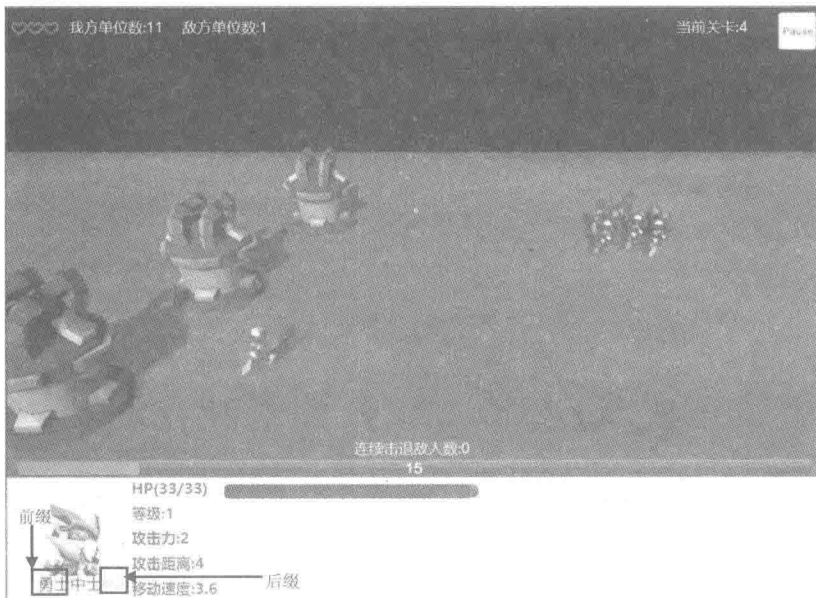 我方单位数:11 敌方单位数:1 当前关卡:4 Pause
连续击退敌人数:0
15
HP(33/33)
等级:1
前缀
攻击力:2
攻击距离:4
勇士中士
后缀
移动速度:3.6